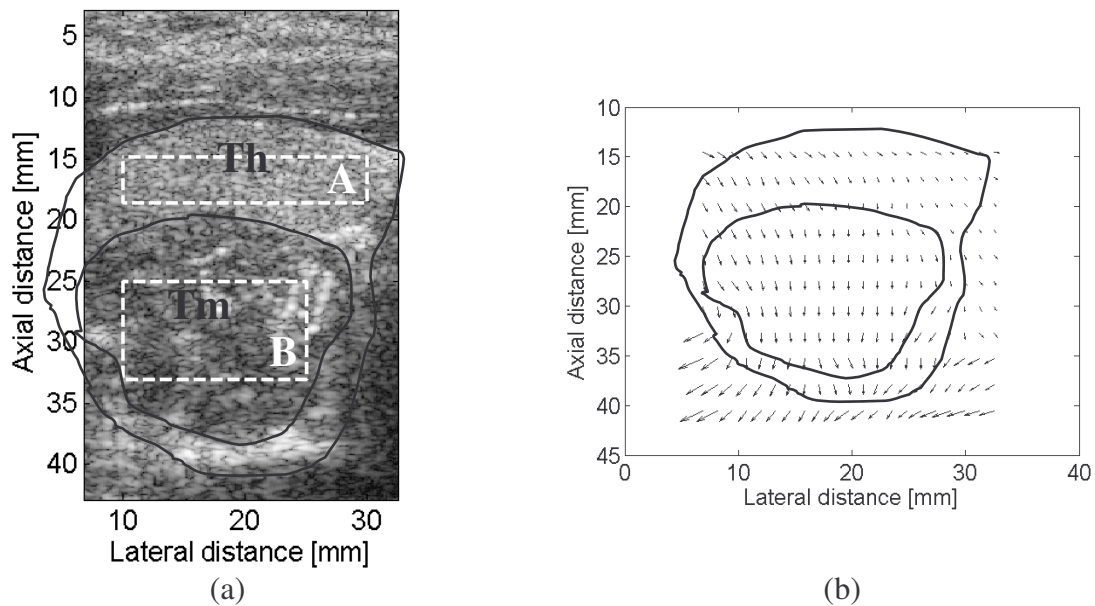 5
10
15
20
25
30
35
40
Axial distance [mm]
Th
A
Tm
B
10 20 30
Lateral distance [mm]
(a)
10
15
20
25
30
35
40
45
Axial distance [mm]
0 10 20 30 40
Lateral distance [mm]
(b)